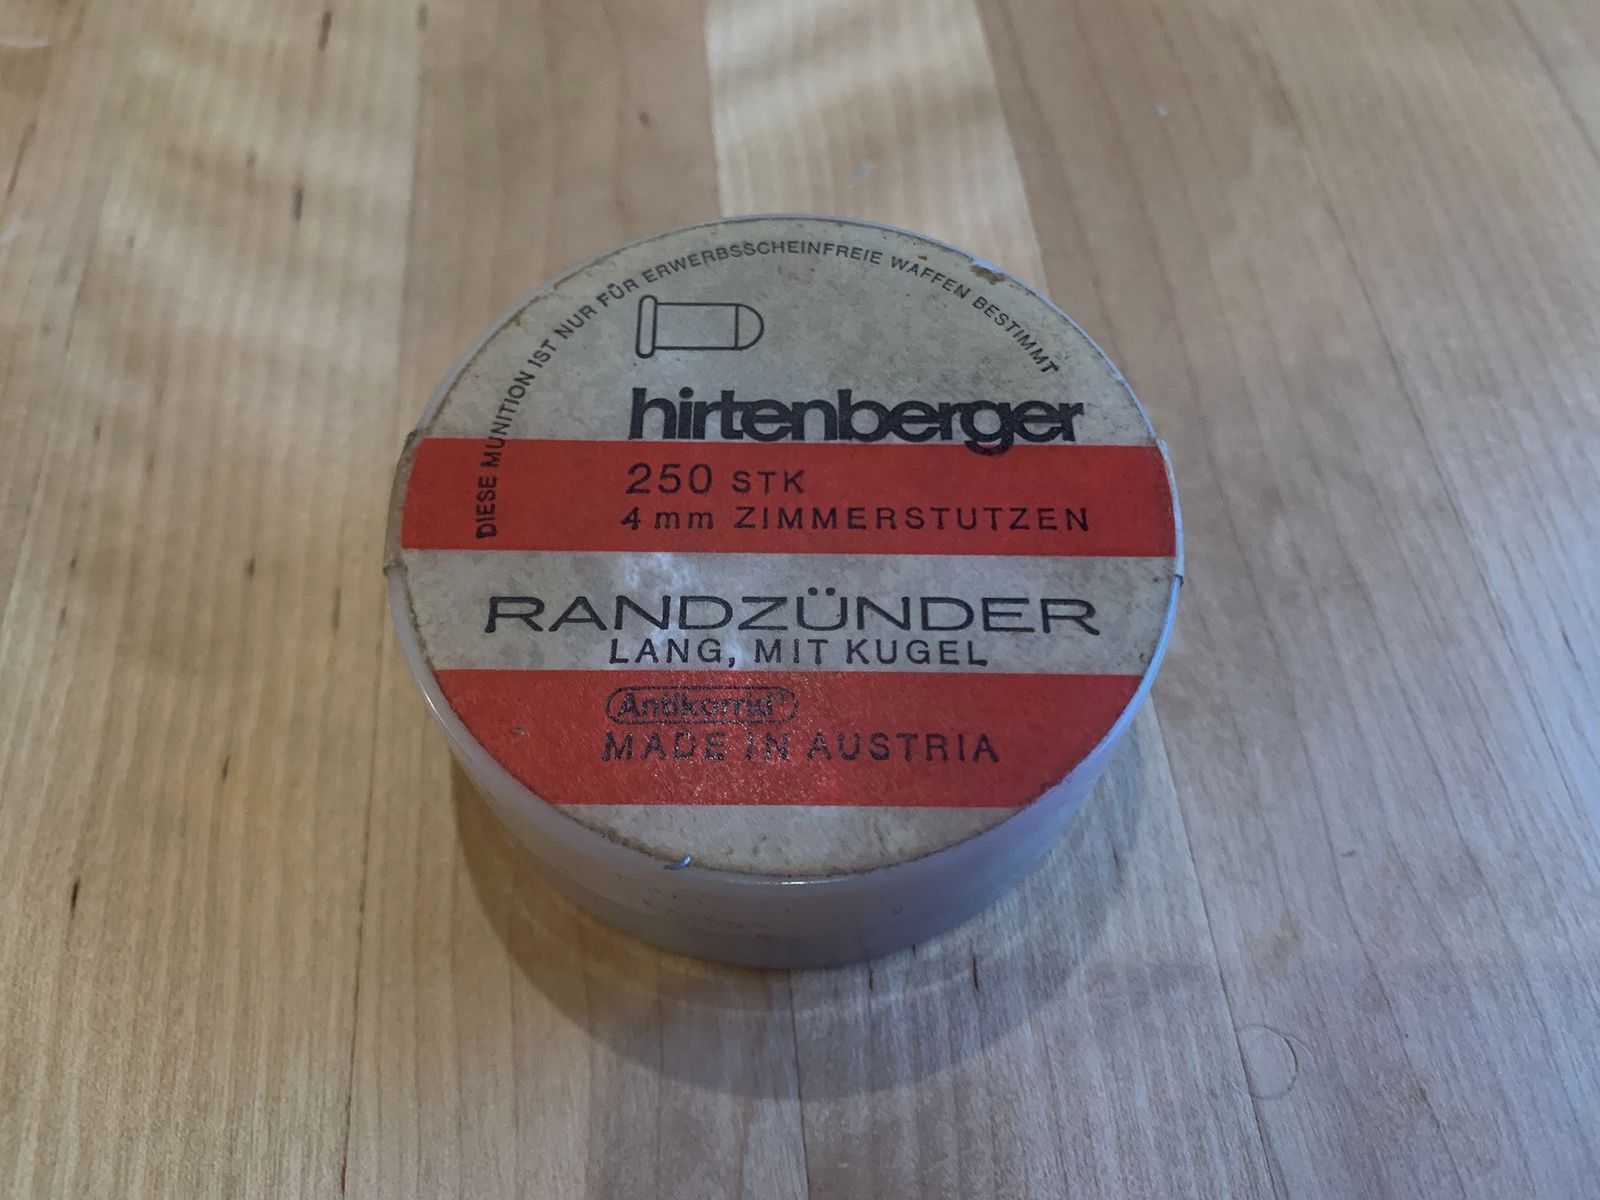 DIESE MUNITION IST NUR FÜR ERWERBSSCHEINFREIE WAFFEN BESTIMMT
hirtenberger
250 STK
4 mm ZIMMERSTUTZEN
RANDZÜNDER
LANG, MIT KUGEL
Antikorrid
MADE IN AUSTRIA